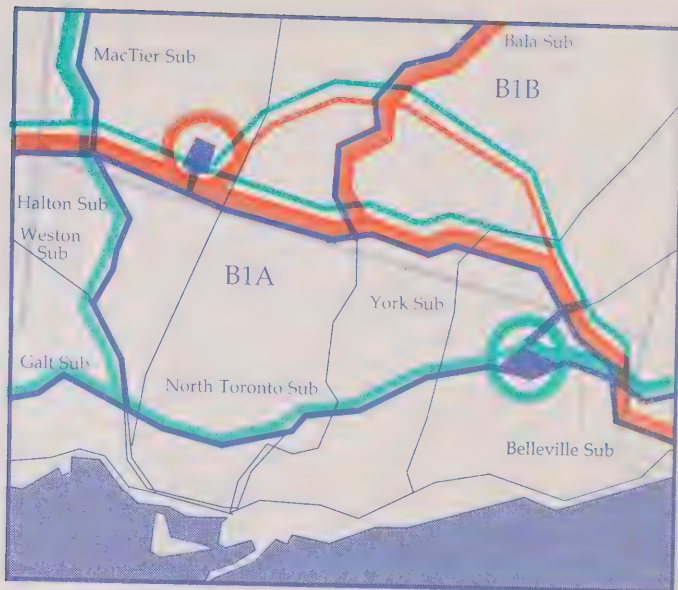 Bala Sub
MacTier Sub
B1B
Halton Sub
Weston
Sub
B1A
York Sub
Galt Sub
North Toronto Sub
Belleville Sub